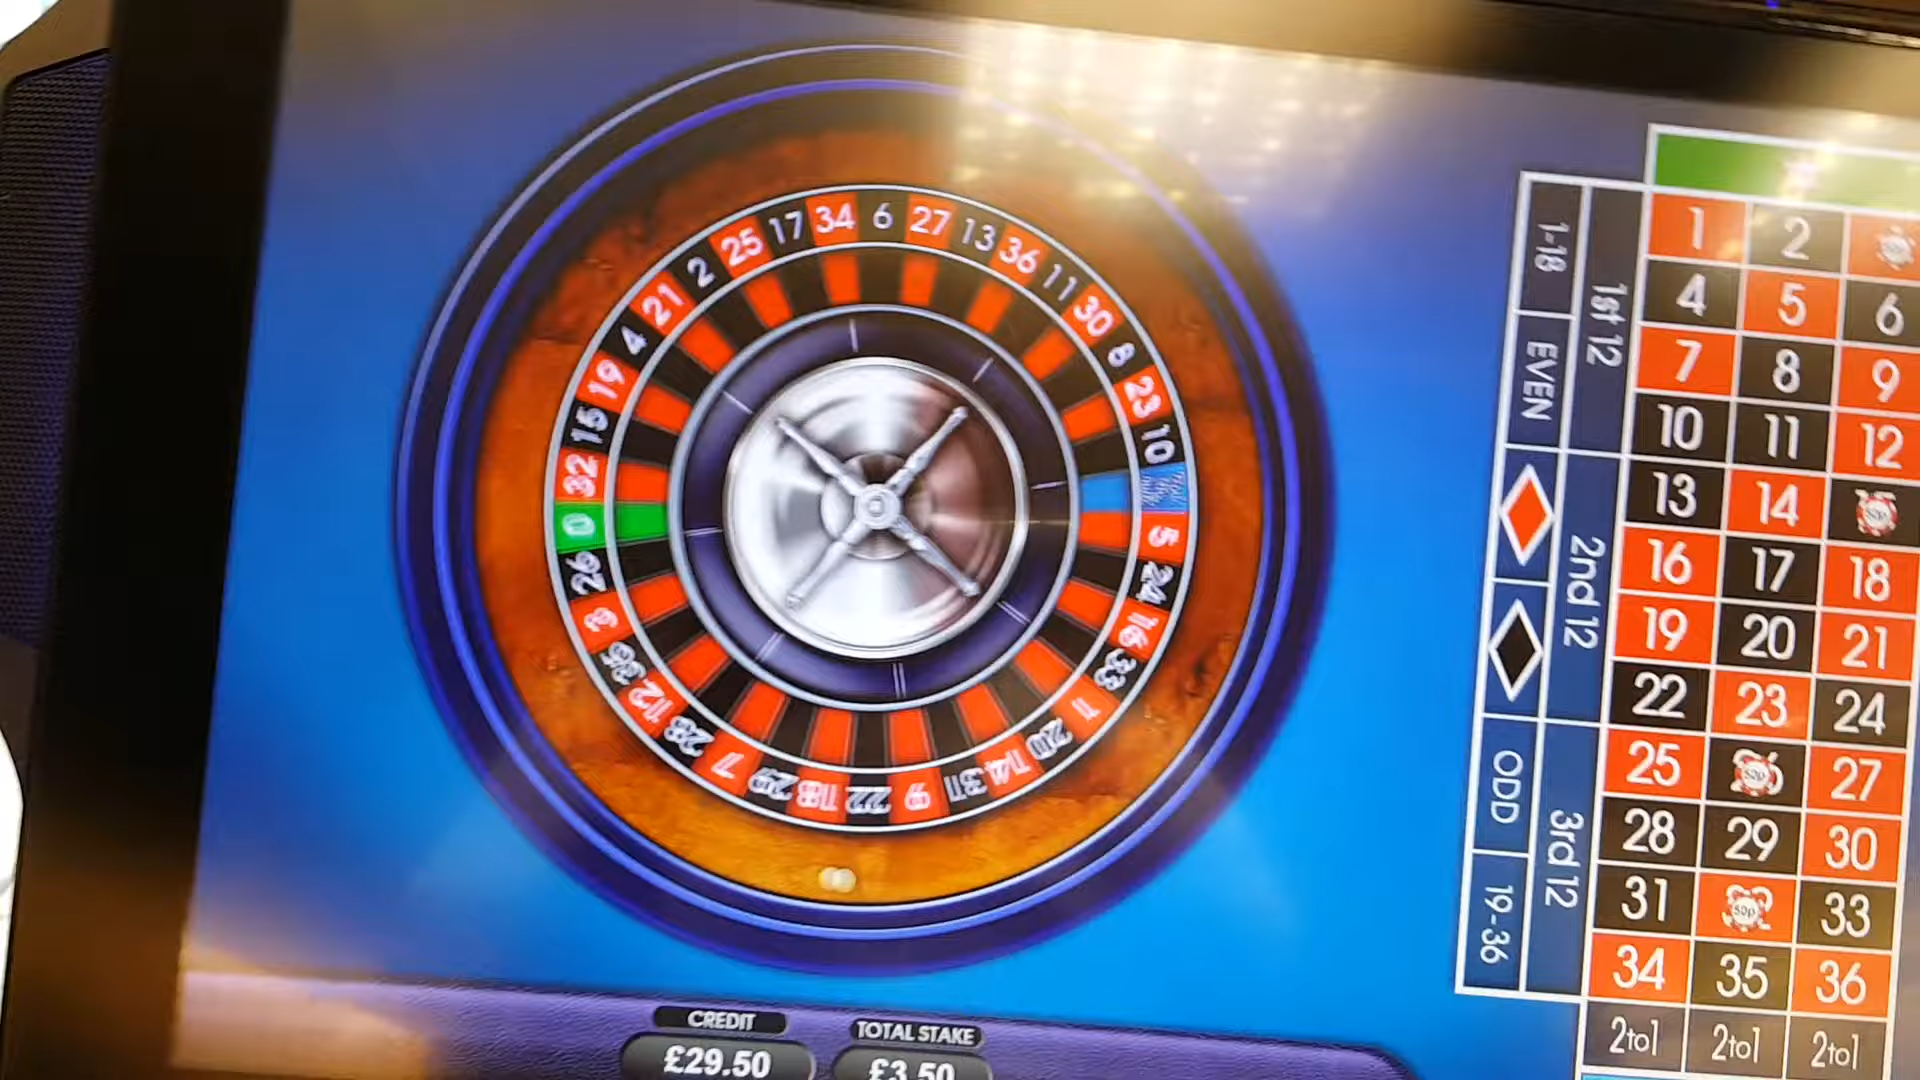 6
27
13
36
11
30
8
23
10
5
24
16
33
1
20
14
31
9
22
18
29
7
28
12
35
3
26
0
32
15
19
4
21
2
25
17
34
1-18
EVEN
ODD
19-36
1st 12
2nd 12
3rd 12
1 2
4 5 6
7 8 9
10 11 12
13 14 50p
16 17 18
19 20 21
22 23 24
25 50p 27
28 29 30
31 50p 33
34 35 36
2to1 2to1 2to1
CREDIT
£29.50
TOTAL STAKE
£3.50